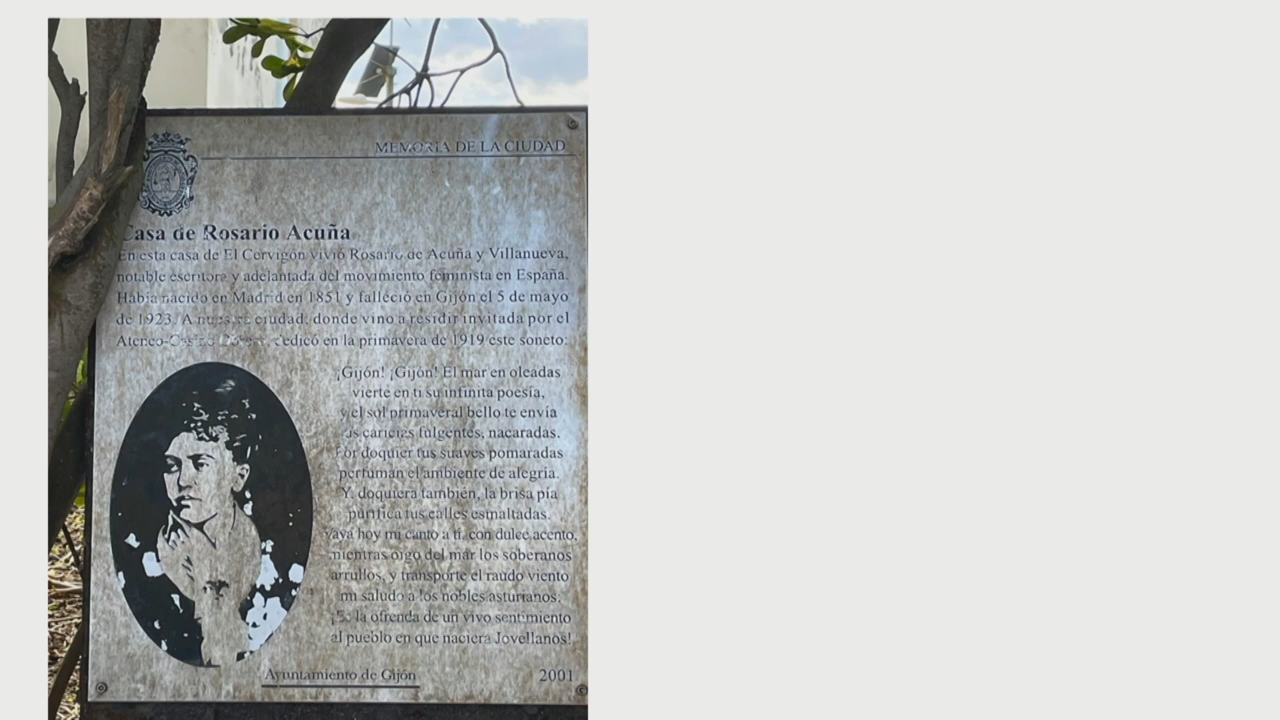 MEMORIA DE LA CIUDAD
Casa de Rosario Acuña
En esta casa de El Cervigón vivió Rosario de Acuña y Villanueva,
notable escritora y adelantada del movimiento feminista en España.
Había nacido en Madrid en 1851 y falleció en Gijón el 5 de mayo
de 1923. A nuestra ciudad, donde vino a residir invitada por el
Ateneo-Casino Obrero, dedicó en la primavera de 1919 este soneto:
¡Gijón! ¡Gijón! El mar en oleadas
vierte en ti su infinita poesía,
y el sol primaveral bello te envía
sus caricias fulgentes, nacaradas.
Por doquier tus suaves pomaradas
perfuman el ambiente de alegría.
Y, doquiera también, la brisa pía
purifica tus calles esmaltadas.
Vaya hoy mi canto a ti, con dulce acento,
mientras oigo del mar los soberanos
arrullos, y transporte el raudo viento
mi saludo a los nobles asturianos:
¡Es la ofrenda de un vivo sentimiento
al pueblo en que naciera Jovellanos!
Ayuntamiento de Gijón
2001